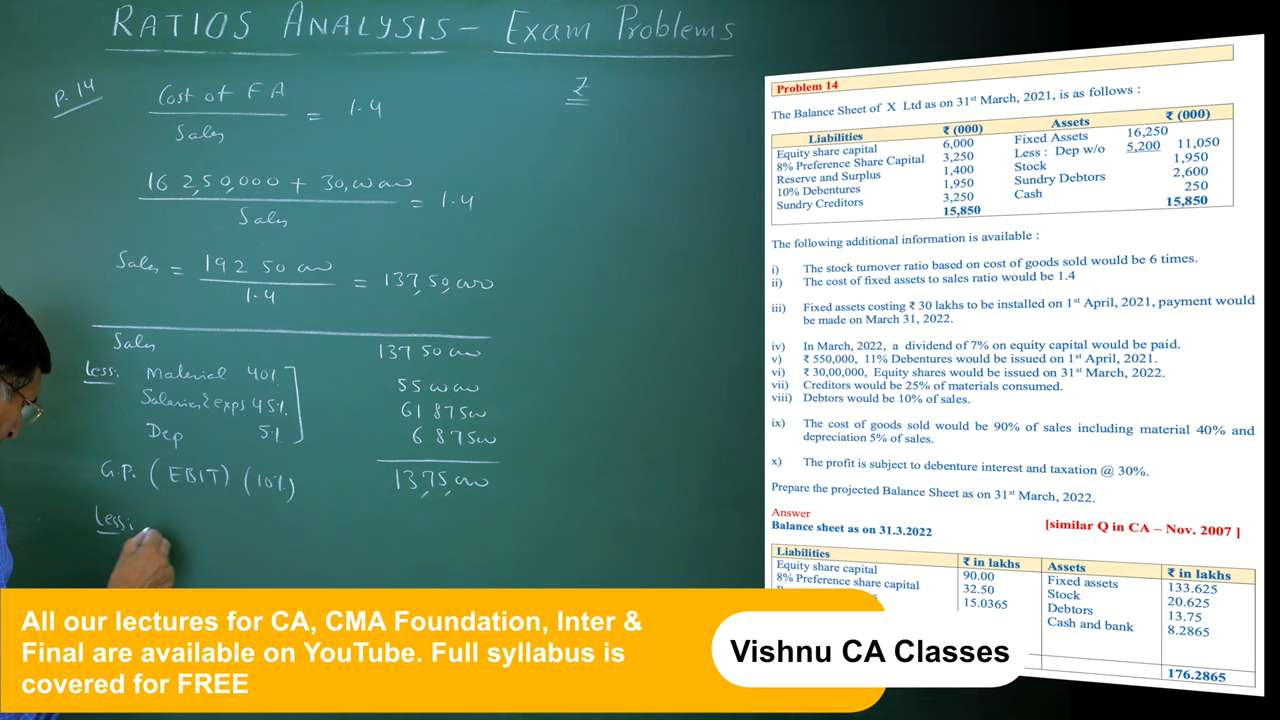 RATIOS ANALYSIS - Exam Problems
P. 14
Cost of FA
Sales
= 1.4
₹
162,50,000 + 30,00,000
Sales
= 1.4
Sales = 192 50 000
1.4
= 137,50,000
Sales 137 50 000
Less: Material 40% 55 00 000
Salaries & exps 45% 61 87 500
Dep 5% 6 87 500
G.P. (EBIT) (10%) 13,75,000
Less:
Problem 14
The Balance Sheet of X Ltd as on 31st March, 2021, is as follows :
Liabilities ₹ (000) Assets ₹ (000)
Equity share capital 6,000 Fixed Assets 16,250
8% Preference Share Capital 3,250 Less : Dep w/o 5,200 11,050
Reserve and Surplus 1,400 Stock 1,950
10% Debentures 1,950 Sundry Debtors 2,600
Sundry Creditors 3,250 Cash 250
15,850 15,850
The following additional information is available :
i) The stock turnover ratio based on cost of goods sold would be 6 times.
ii) The cost of fixed assets to sales ratio would be 1.4
iii) Fixed assets costing ₹ 30 lakhs to be installed on 1st April, 2021, payment would
be made on March 31, 2022.
iv) In March, 2022, a dividend of 7% on equity capital would be paid.
v) ₹ 550,000, 11% Debentures would be issued on 1st April, 2021.
vi) ₹ 30,00,000, Equity shares would be issued on 31st March, 2022.
vii) Creditors would be 25% of materials consumed.
viii) Debtors would be 10% of sales.
ix) The cost of goods sold would be 90% of sales including material 40% and
depreciation 5% of sales.
x) The profit is subject to debenture interest and taxation @ 30%.
Prepare the projected Balance Sheet as on 31st March, 2022.
Answer
Balance sheet as on 31.3.2022 [similar Q in CA – Nov. 2007 ]
Liabilities ₹ in lakhs Assets ₹ in lakhs
Equity share capital 90.00 Fixed assets 133.625
8% Preference share capital 32.50 Stock 20.625
15.0365 Debtors 13.75
Cash and bank 8.2865
176.2865
All our lectures for CA, CMA Foundation, Inter &
Final are available on YouTube. Full syllabus is
covered for FREE
Vishnu CA Classes